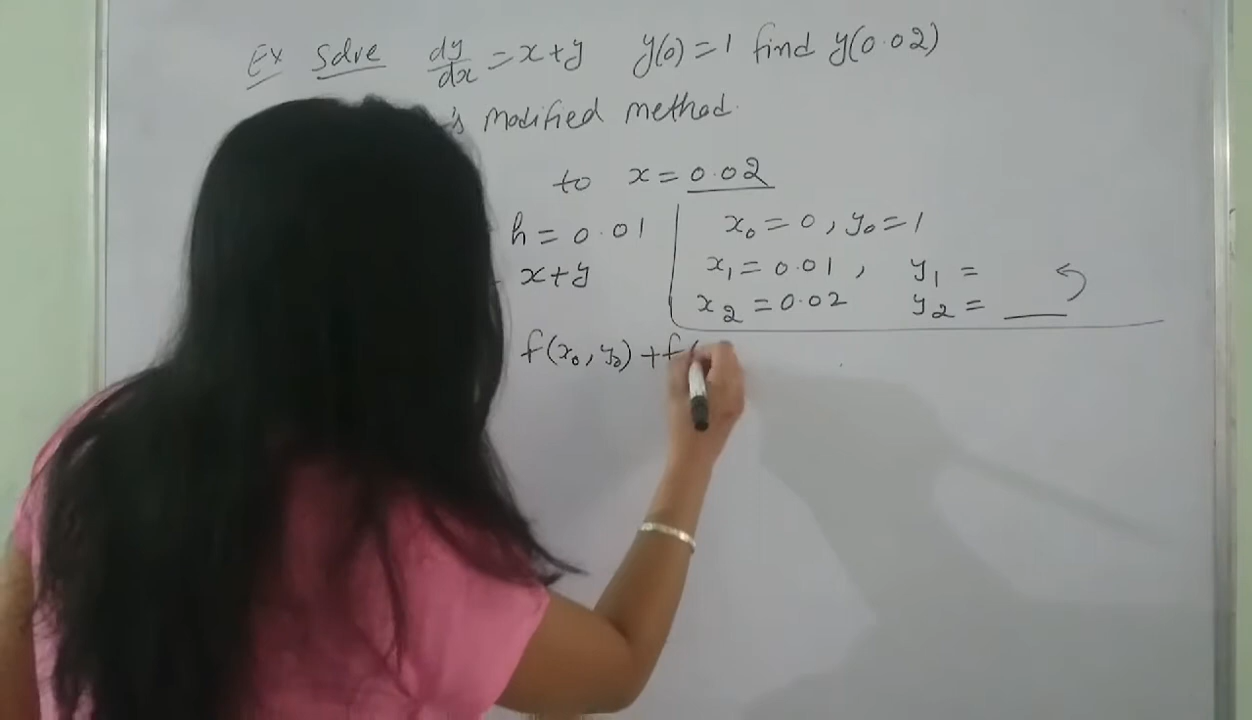 Ex Solve dy/dx = x+y y(0) = 1 find y(0.02)
's modified method.
to x = 0.02
h = 0.01 x₀ = 0, y₀ = 1
x+y x₁ = 0.01, y₁ =
x₂ = 0.02 y₂ = ___
f(x₀, y₀) + f(